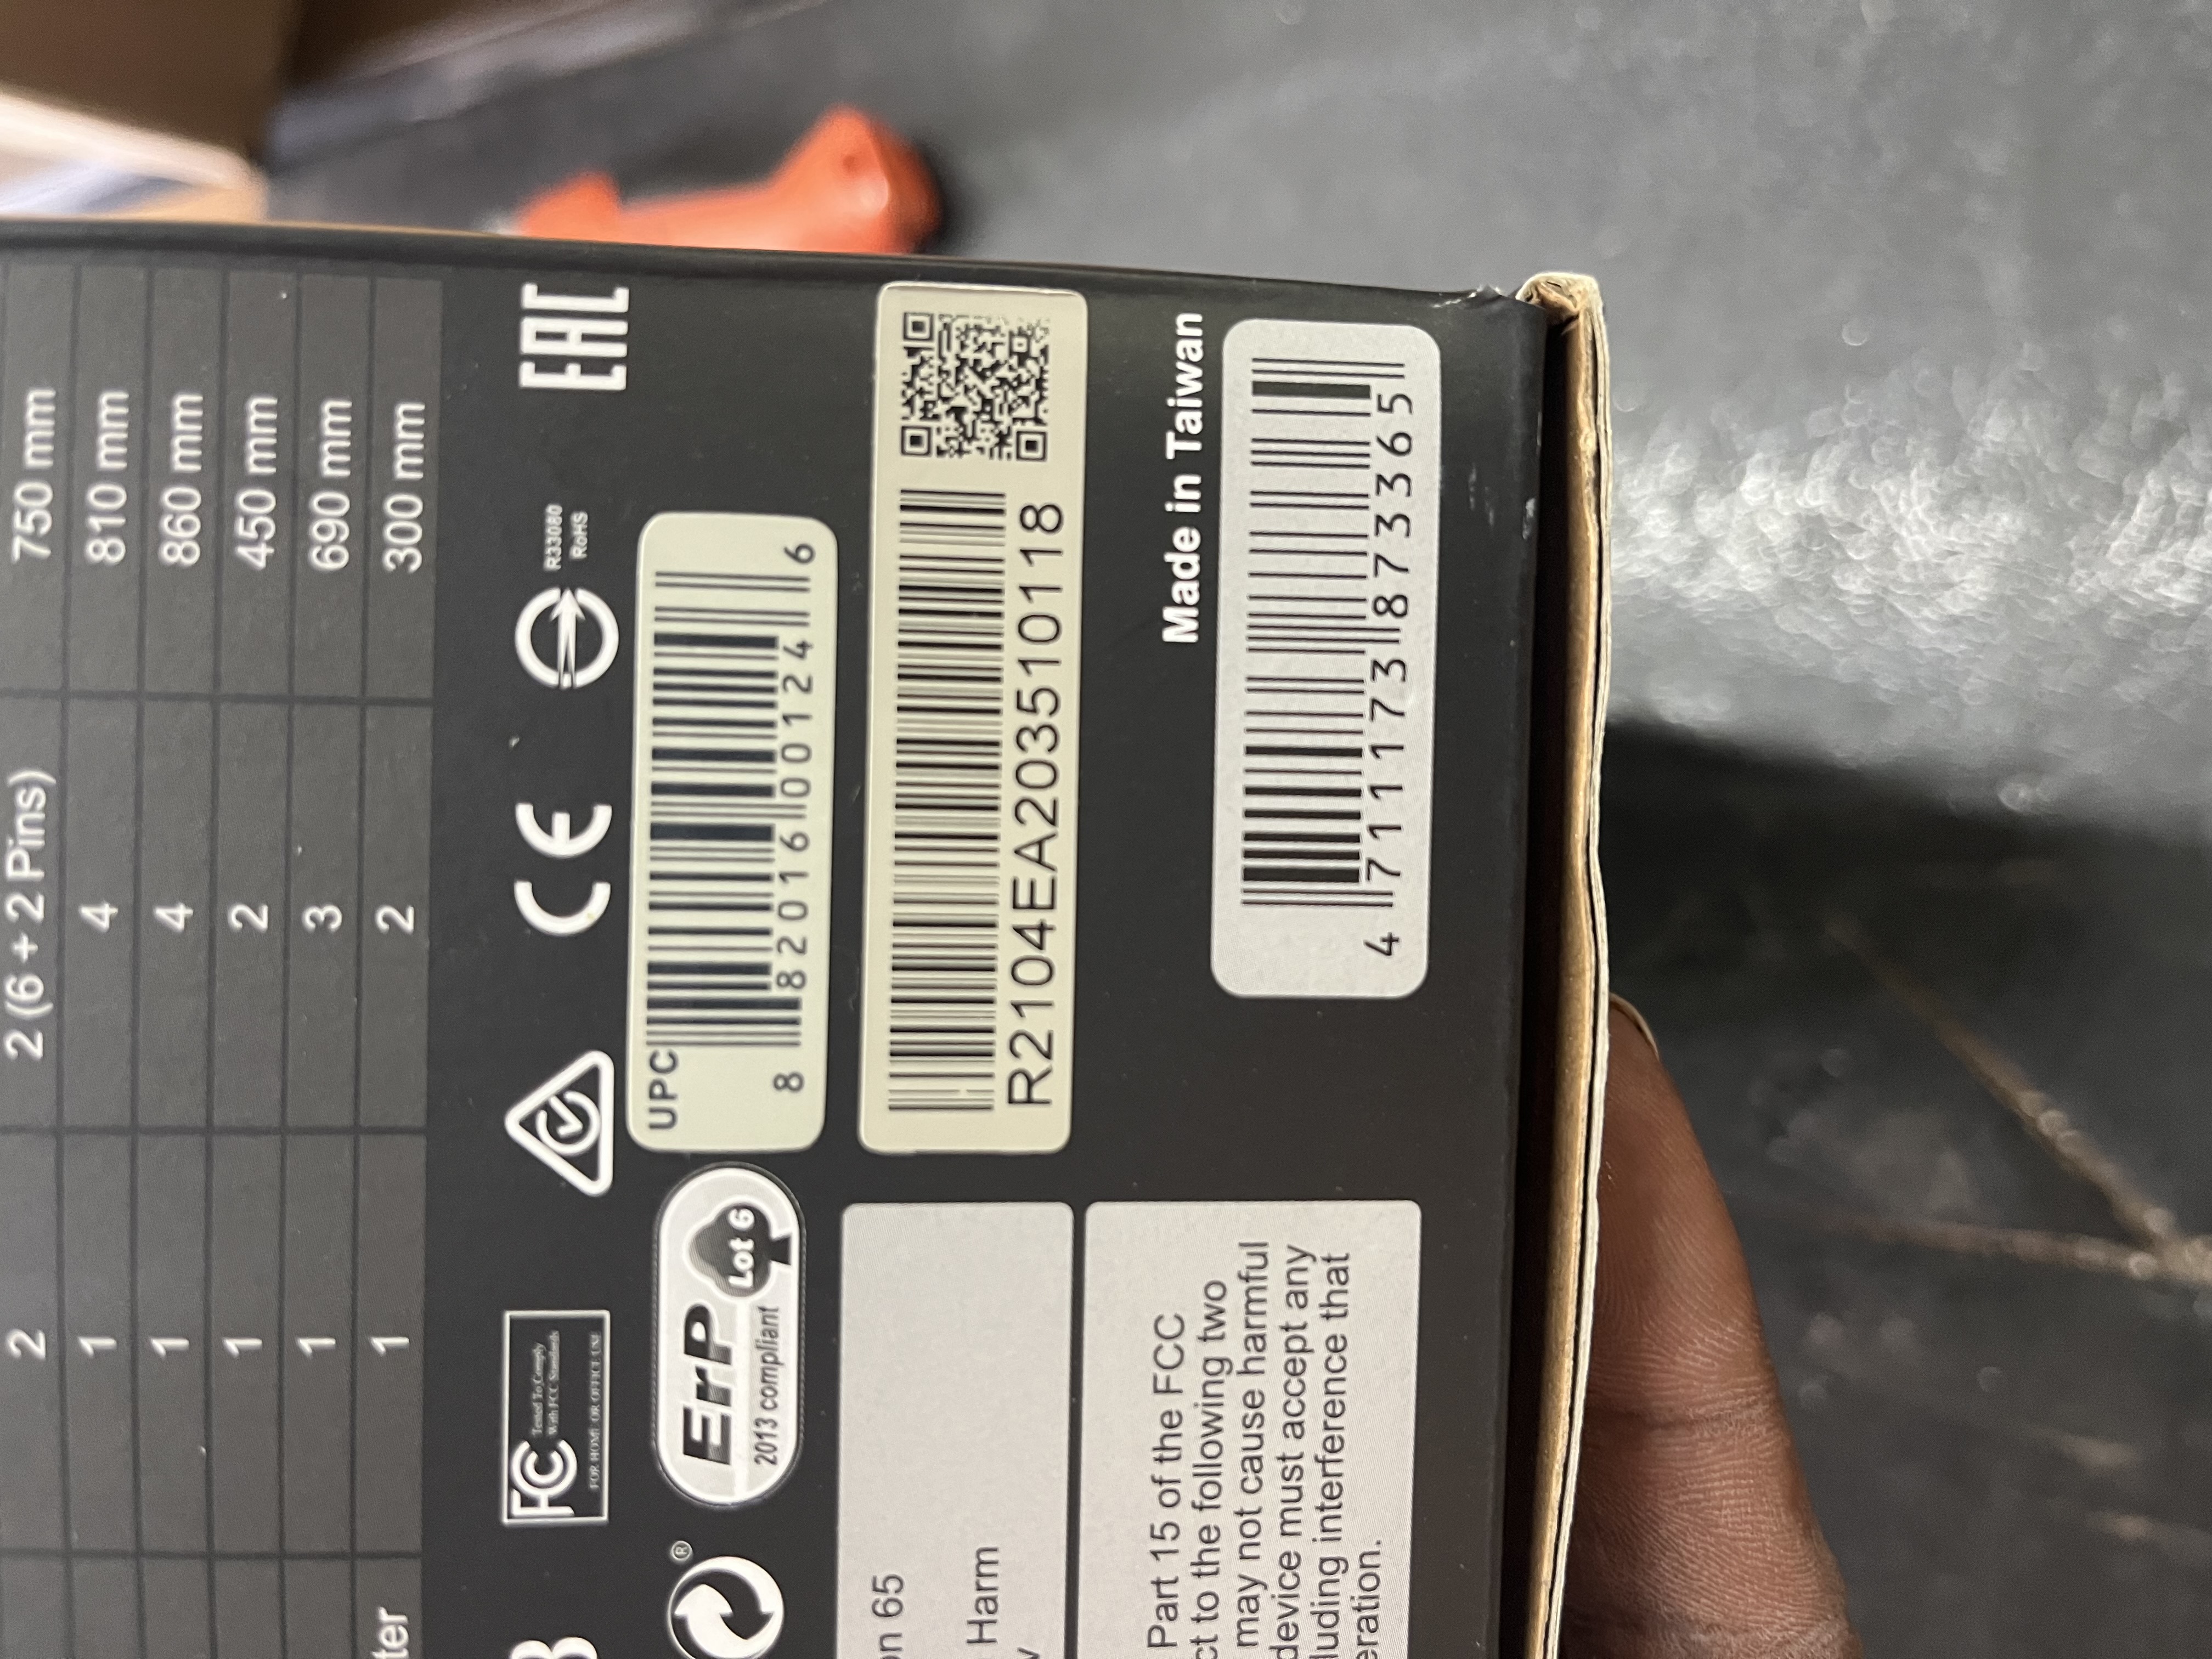 2
2 (6 + 2 Pins)
750 mm
1
4
810 mm
1
4
860 mm
1
2
450 mm
1
3
690 mm
ter
1
2
300 mm
FC
Tested To Comply
With FCC Standards
FOR HOME OR OFFICE USE
CE
R33080
RoHS
EAC
®
ErP
2013 compliant
Lot 6
UPC
8 82016 00124 6
on 65
Harm
R2104EA203510118
Part 15 of the FCC
ct to the following two
may not cause harmful
device must accept any
luding interference that
eration.
Made in Taiwan
4 711173 873365